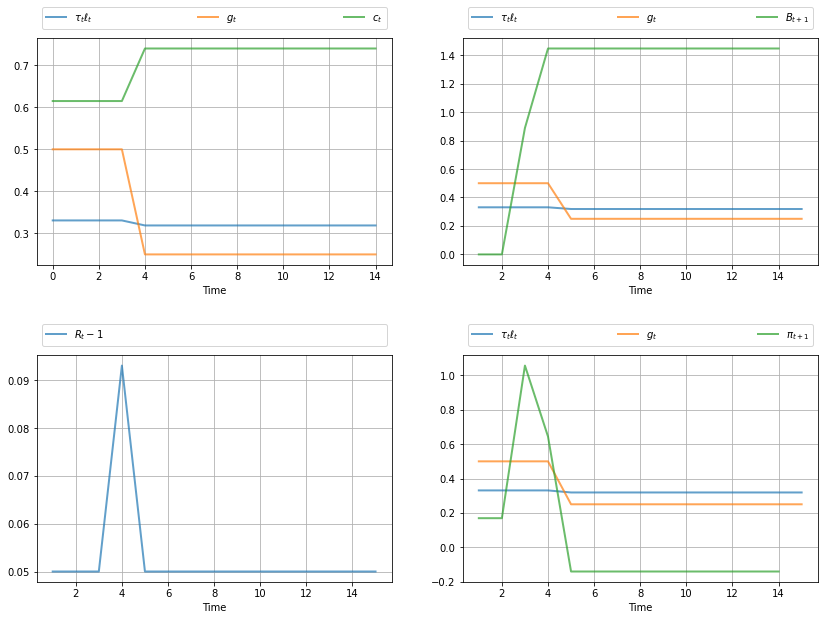 τₜℓₜ gₜ cₜ
0.7
0.6
0.5
0.4
0.3
0 2 4 6 8 10 12 14
Time
τₜℓₜ gₜ Bₜ₊₁
1.4
1.2
1.0
0.8
0.6
0.4
0.2
0.0
2 4 6 8 10 12 14
Time
Rₜ − 1
0.09
0.08
0.07
0.06
0.05
2 4 6 8 10 12 14
Time
τₜℓₜ gₜ πₜ₊₁
1.0
0.8
0.6
0.4
0.2
0.0
−0.2
2 4 6 8 10 12 14
Time